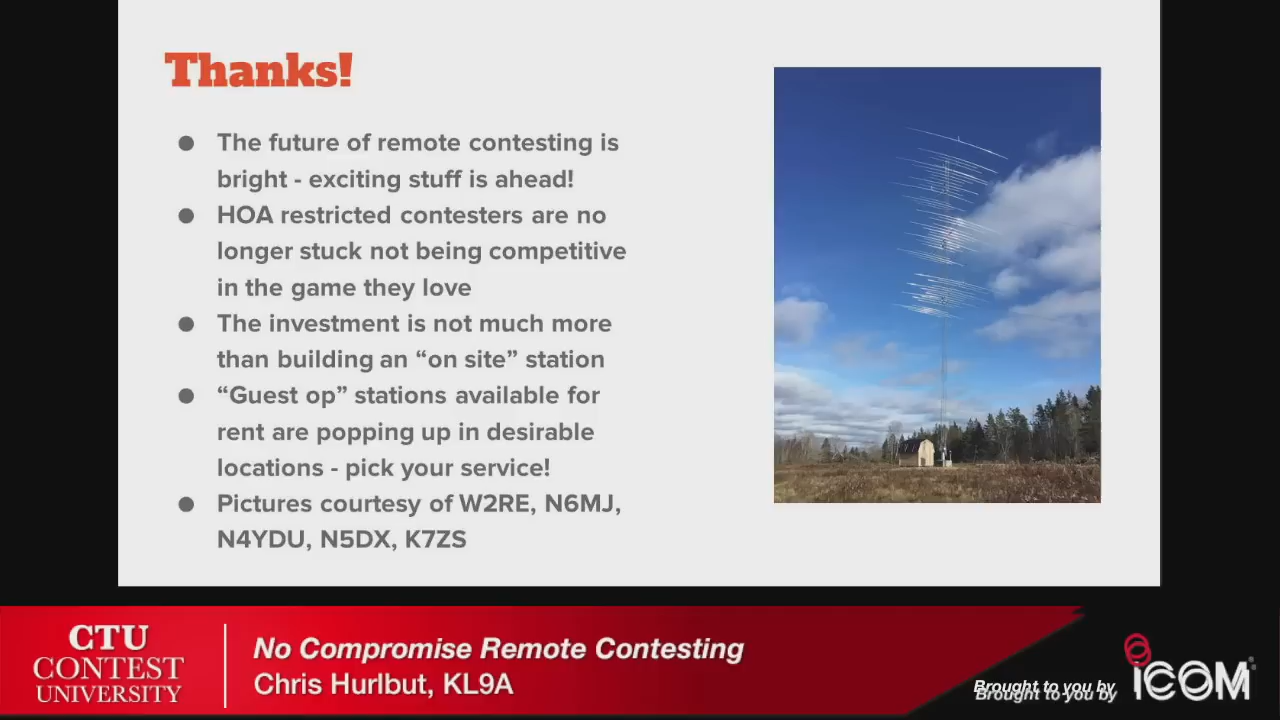 Thanks!
● The future of remote contesting is
bright - exciting stuff is ahead!
● HOA restricted contesters are no
longer stuck not being competitive
in the game they love
● The investment is not much more
than building an “on site” station
● “Guest op” stations available for
rent are popping up in desirable
locations - pick your service!
● Pictures courtesy of W2RE, N6MJ,
N4YDU, N5DX, K7ZS
CTU
CONTEST
UNIVERSITY
No Compromise Remote Contesting
Chris Hurlbut, KL9A
Brought to you by
Brought to you by
ICOM